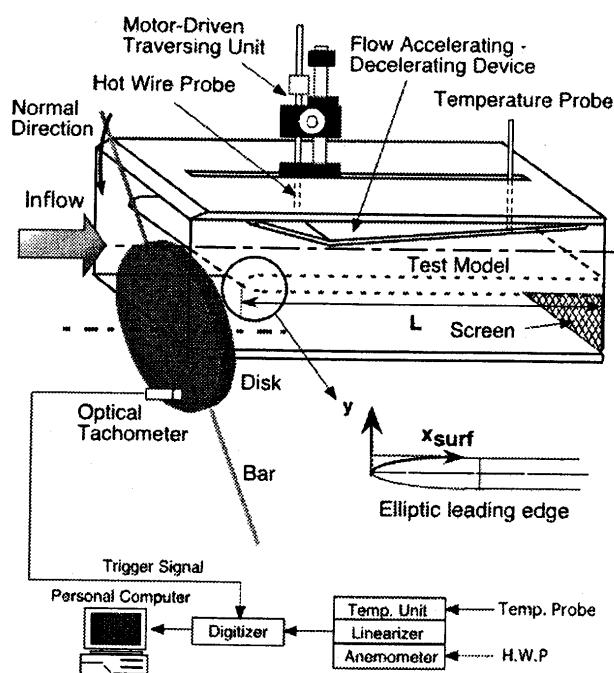 Motor-Driven
Traversing Unit
Flow Accelerating -
Decelerating Device
Hot Wire Probe
Temperature Probe
Normal
Direction
Inflow
Test Model
L
Screen
Disk
Optical
Tachometer
y
xsurf
Bar
Elliptic leading edge
Trigger Signal
Personal Computer
Digitizer
Temp. Unit
Temp. Probe
Linearizer
Anemometer
H.W.P